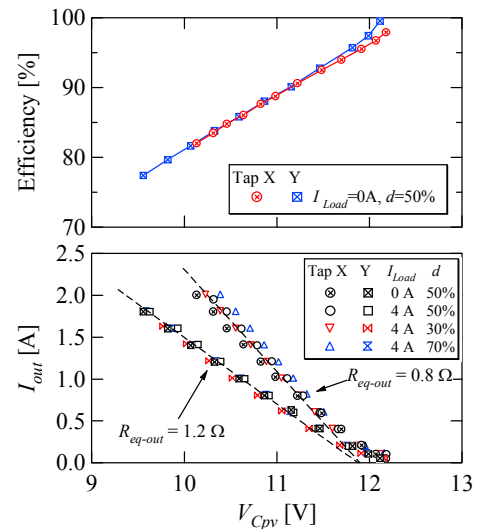 Efficiency [%]
100
90
80
70
Tap X Y
I_Load=0A, d=50%
I_out [A]
2.5
2.0
1.5
1.0
0.5
0.0
Tap X Y I_Load d
0 A 50%
4 A 50%
4 A 30%
4 A 70%
R_eq-out = 0.8 Ω
R_eq-out = 1.2 Ω
9 10 11 12 13
V_Cpv [V]